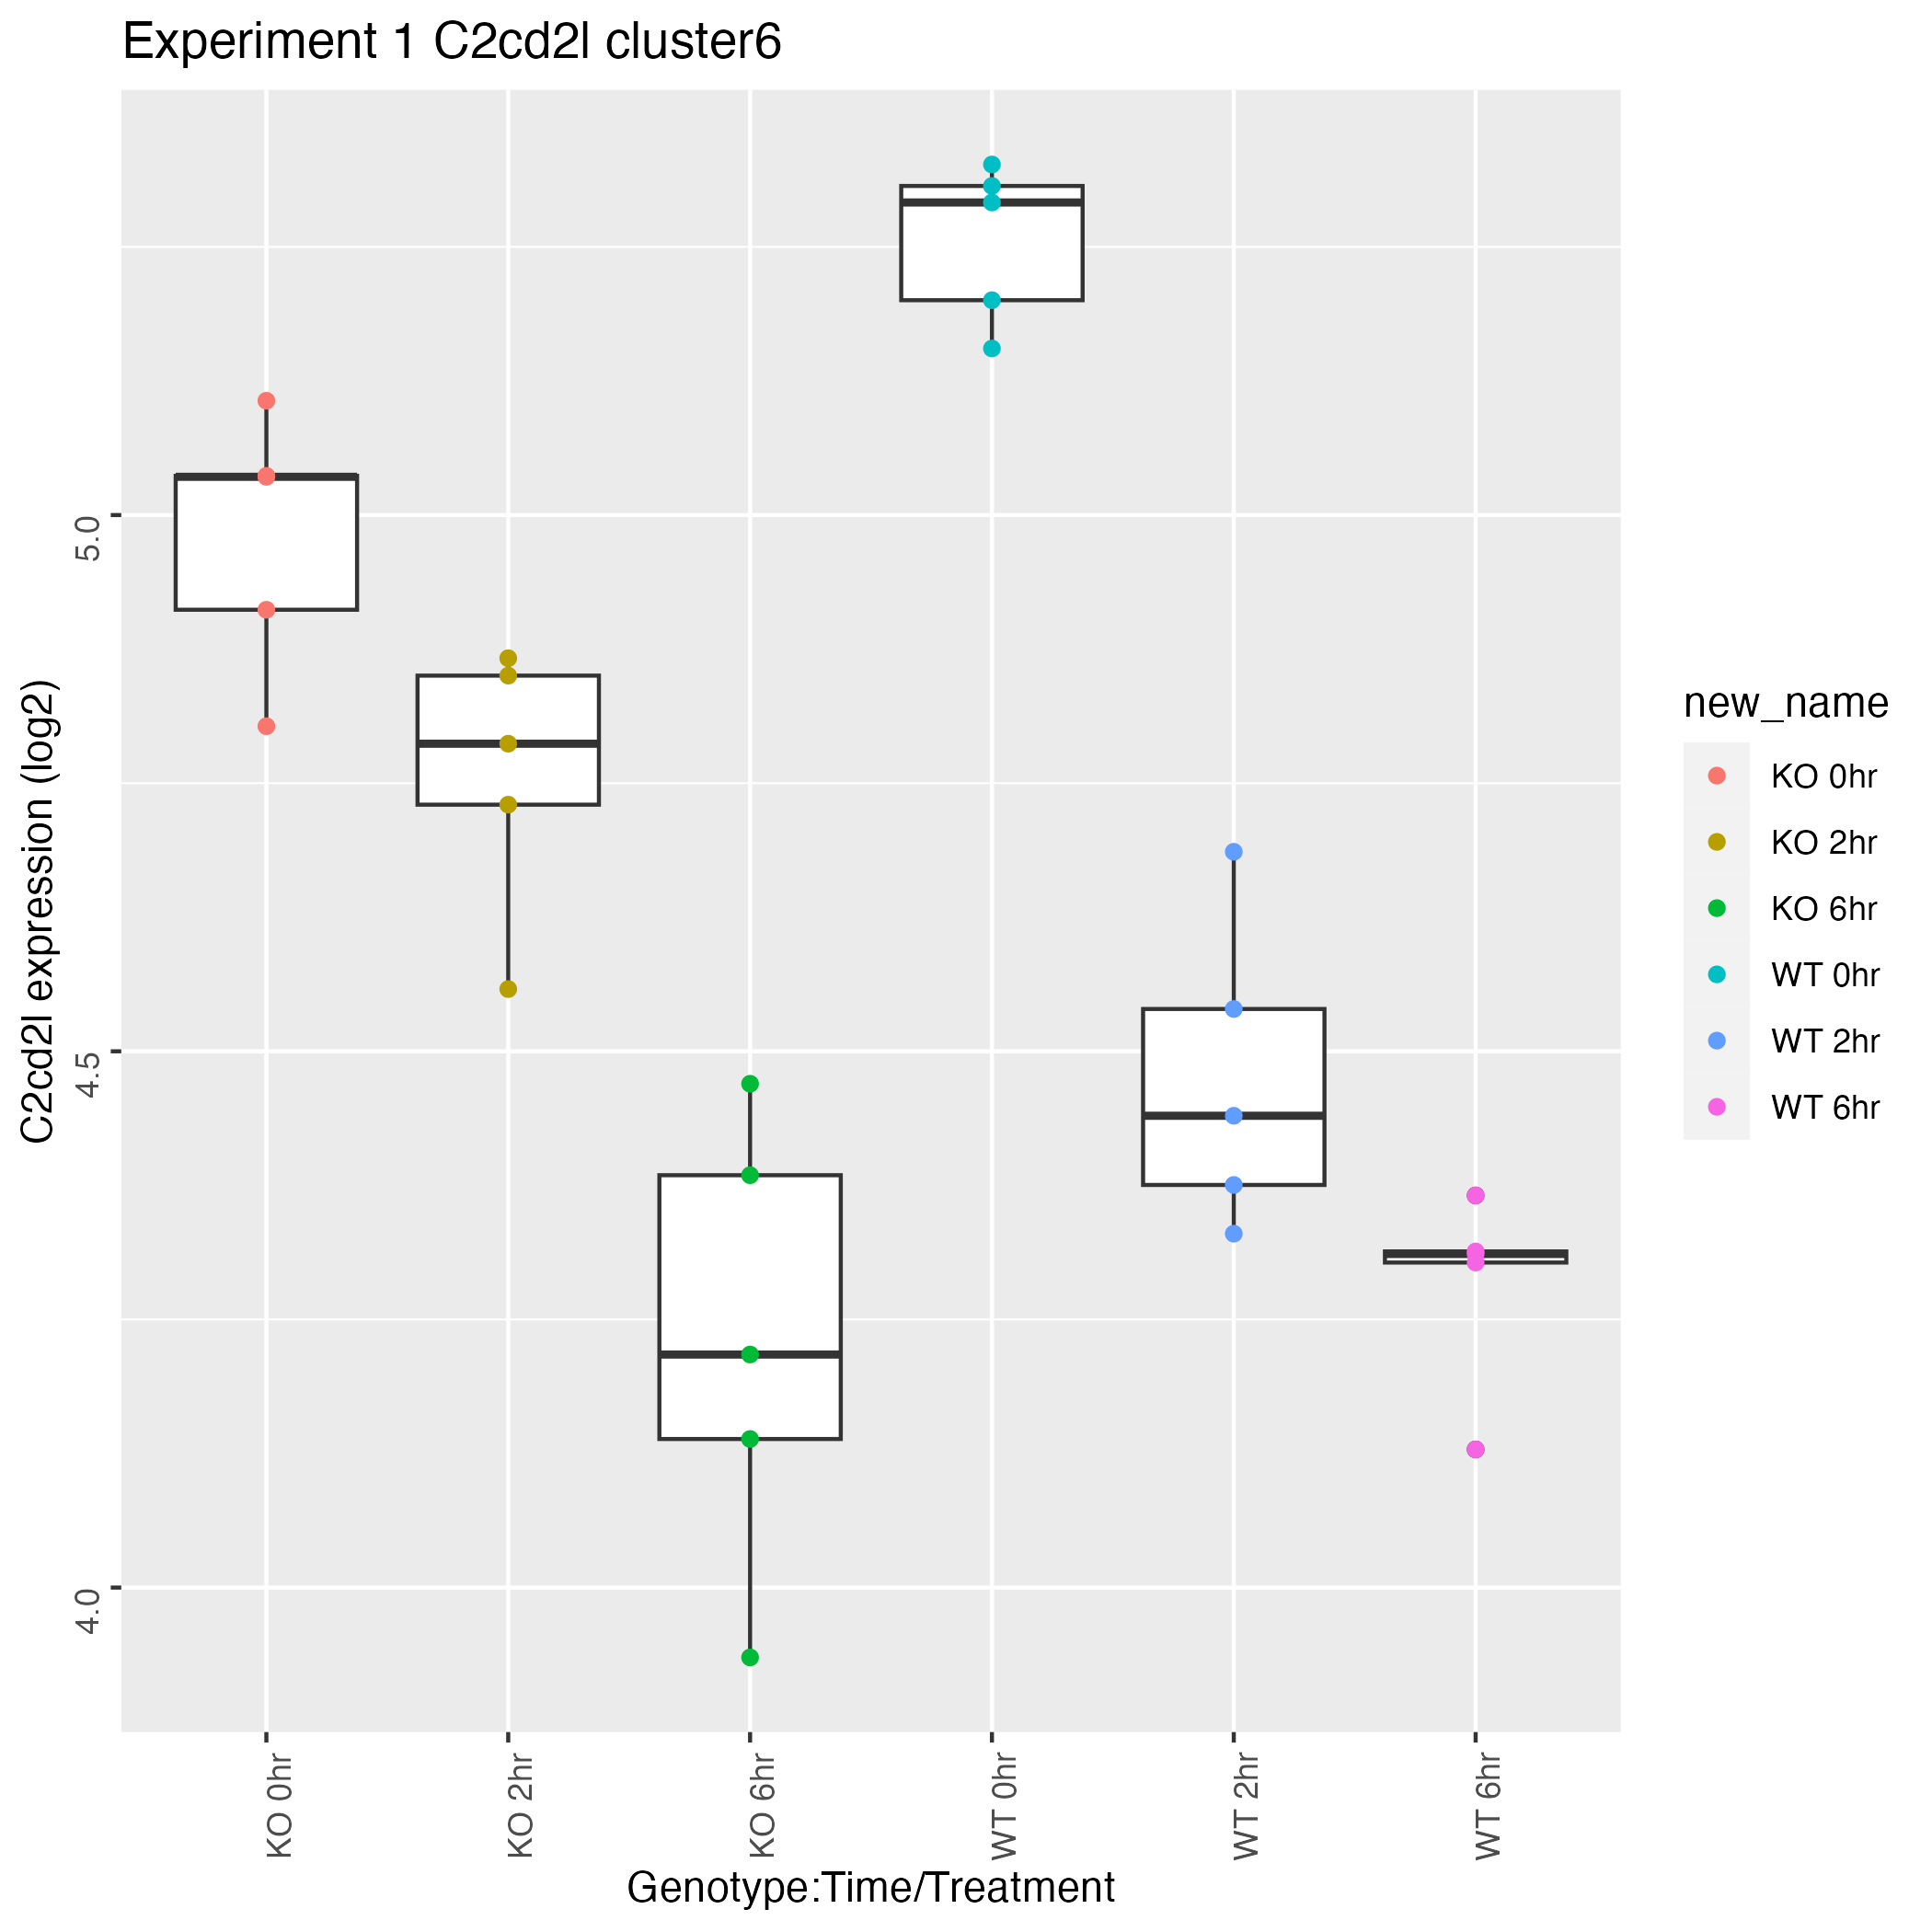 Experiment 1 C2cd2l cluster6
C2cd2l expression (log2)
5.0
4.5
4.0
KO 0hr
KO 2hr
KO 6hr
WT 0hr
WT 2hr
WT 6hr
Genotype:Time/Treatment
new_name
KO 0hr
KO 2hr
KO 6hr
WT 0hr
WT 2hr
WT 6hr